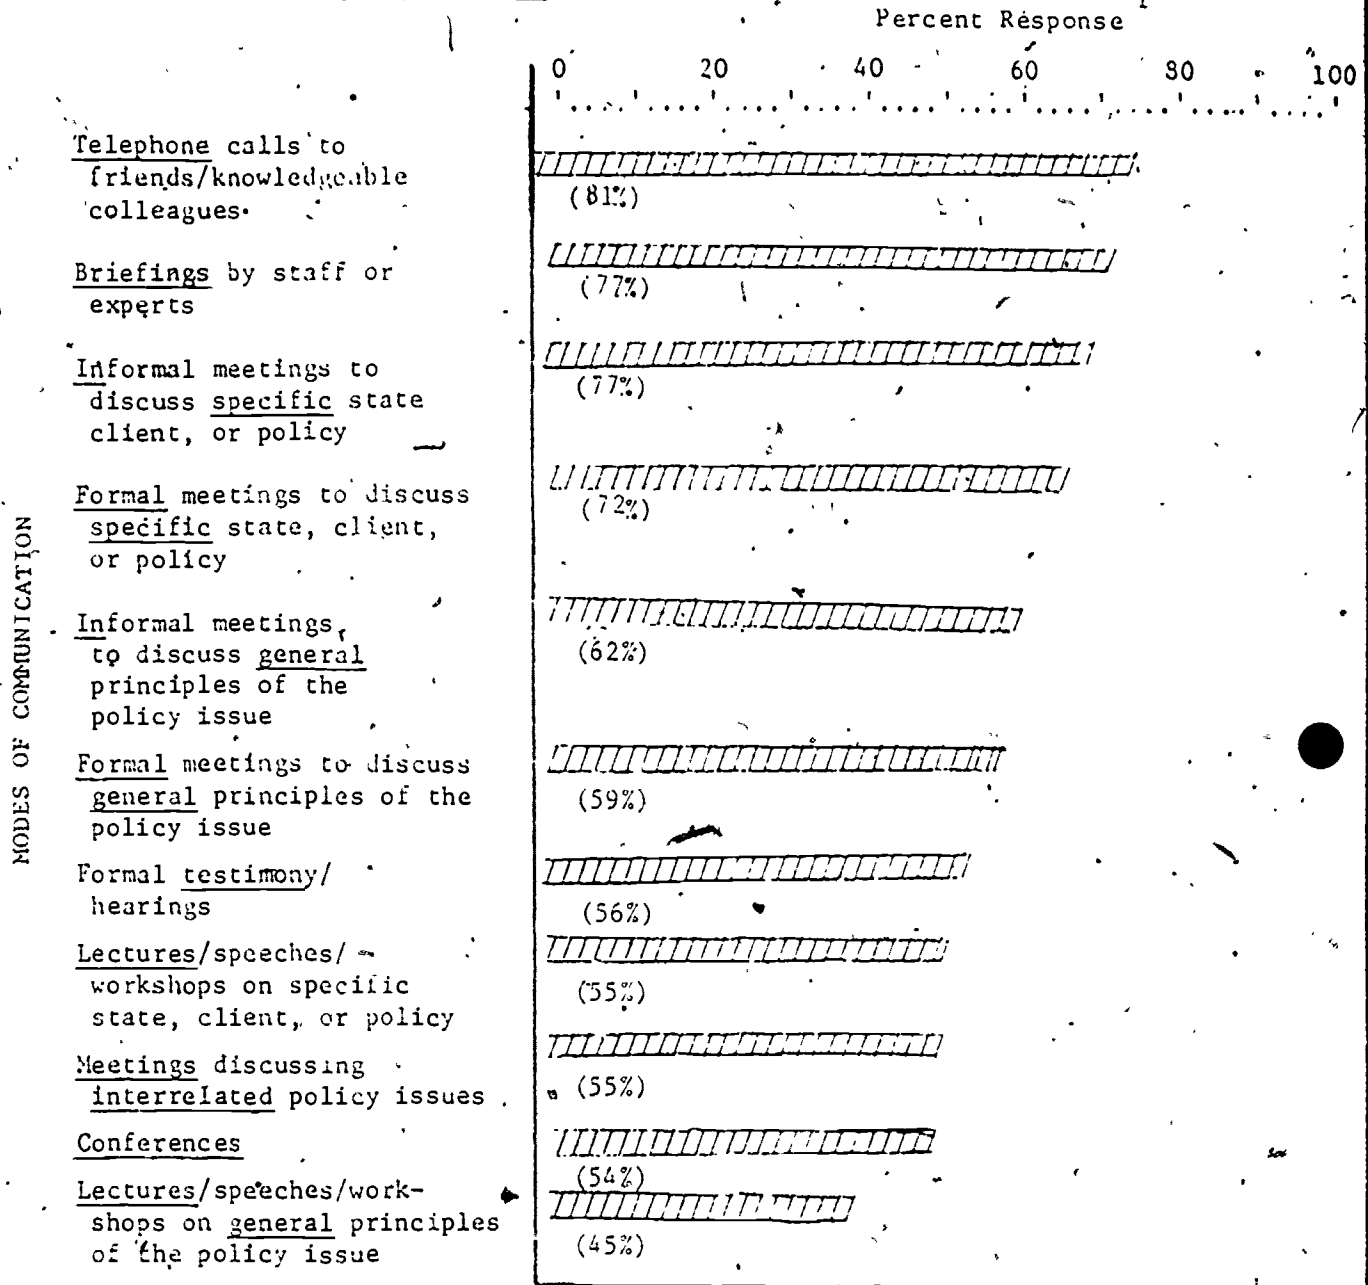 Percent Response
0 20 40 60 80 100
MODES OF COMMUNICATION
Telephone calls to
friends/knowledgeable
colleagues
(81%)
Briefings by staff or
experts
(77%)
Informal meetings to
discuss specific state
client, or policy
(77%)
Formal meetings to discuss
specific state, client,
or policy
(72%)
Informal meetings,
to discuss general
principles of the
policy issue
(62%)
Formal meetings to discuss
general principles of the
policy issue
(59%)
Formal testimony/
hearings
(56%)
Lectures/speeches/
workshops on specific
state, client, or policy
(55%)
Meetings discussing
interrelated policy issues
(55%)
Conferences
(54%)
Lectures/speeches/work-
shops on general principles
of the policy issue
(45%)